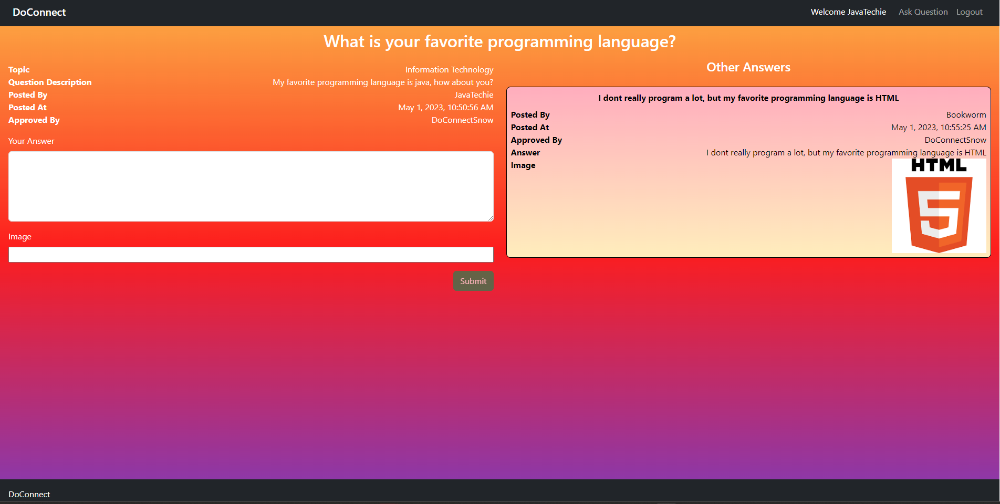 DoConnect
Welcome JavaTechie Ask Question Logout
What is your favorite programming language?
Topic Information Technology
Question Description My favorite programming language is java, how about you?
Posted By JavaTechie
Posted At May 1, 2023, 10:50:56 AM
Approved By DoConnectSnow
Your Answer
Image
Submit
Other Answers
I dont really program a lot, but my favorite programming language is HTML
Posted By Bookworm
Posted At May 1, 2023, 10:55:25 AM
Approved By DoConnectSnow
Answer I dont really program a lot, but my favorite programming language is HTML
Image
HTML
5
DoConnect